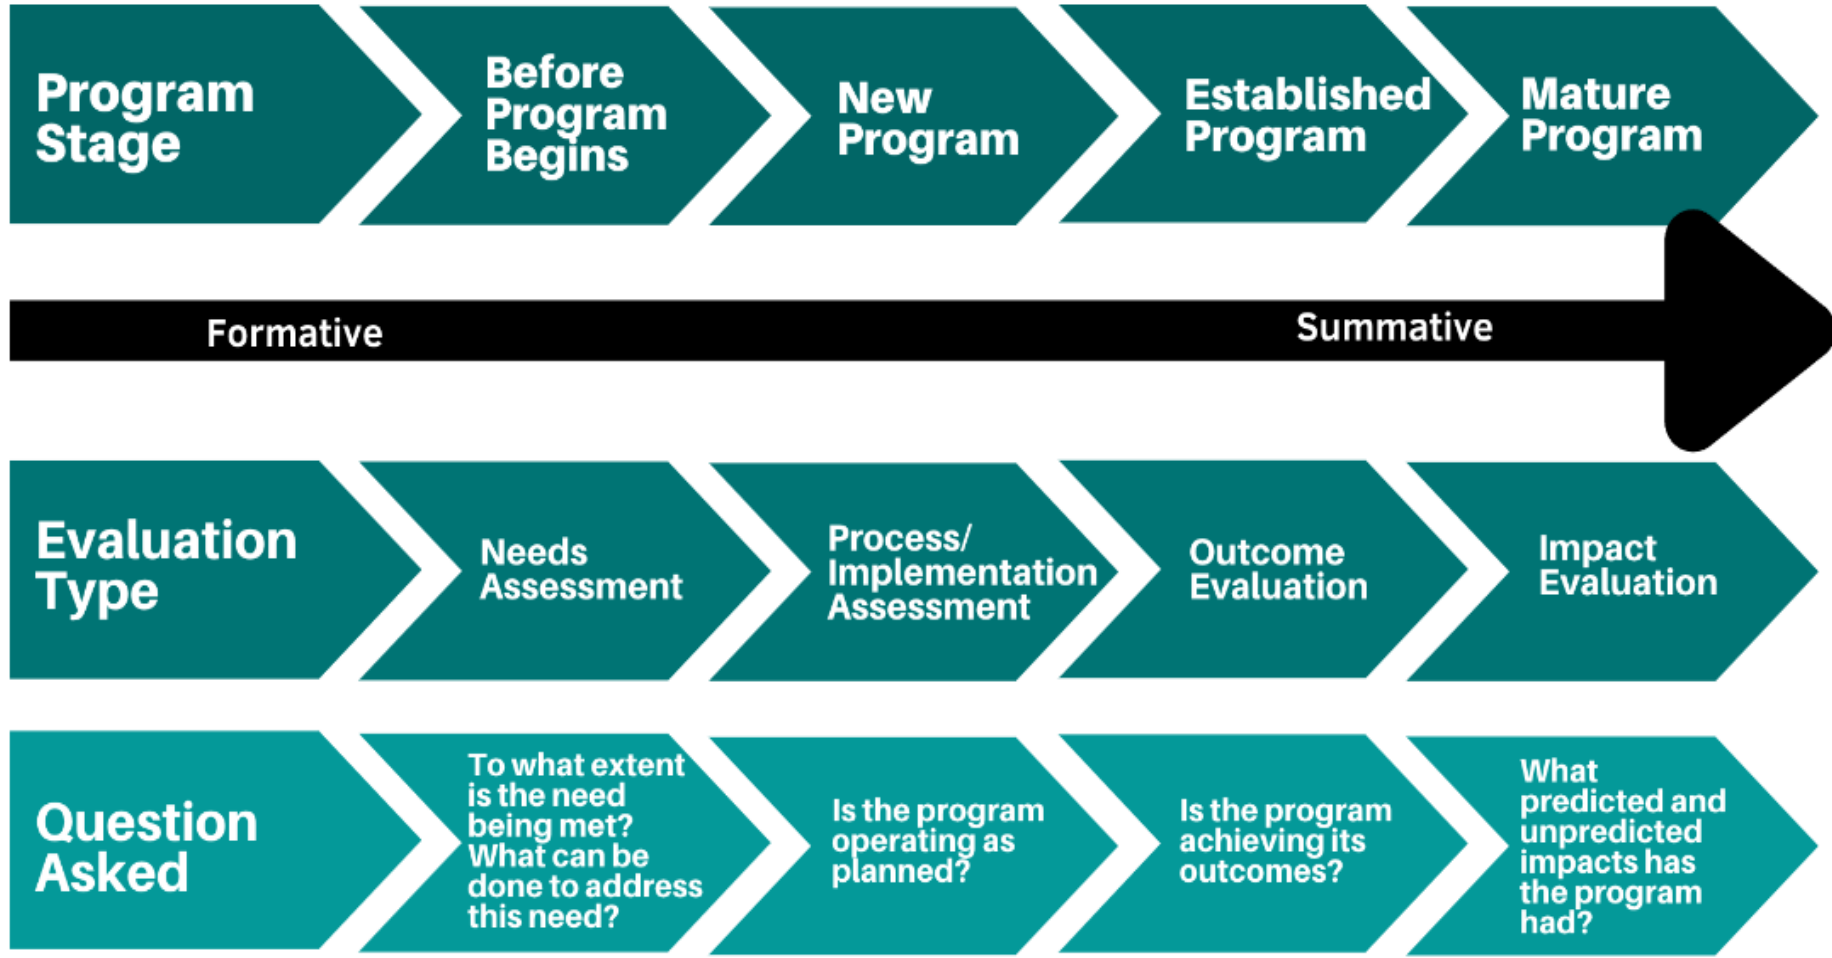 Program
Stage
Before
Program
Begins
New
Program
Established
Program
Mature
Program
Formative
Summative
Evaluation
Type
Needs
Assessment
Process/
Implementation
Assessment
Outcome
Evaluation
Impact
Evaluation
Question
Asked
To what extent
is the need
being met?
What can be
done to address
this need?
Is the program
operating as
planned?
Is the program
achieving its
outcomes?
What
predicted and
unpredicted
impacts has
the program
had?